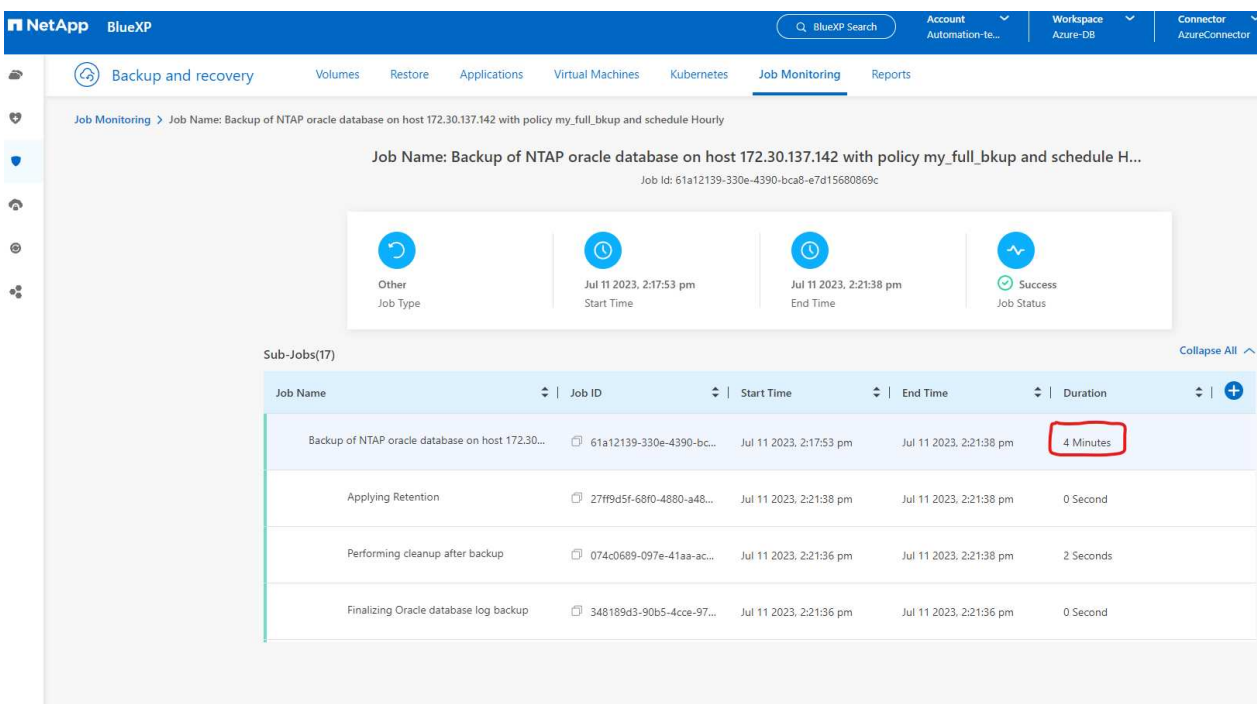 NetApp BlueXP
BlueXP Search
Account
Automation-te...
Workspace
Azure-DB
Connector
AzureConnector
Backup and recovery
Volumes Restore Applications Virtual Machines Kubernetes Job Monitoring Reports
Job Monitoring > Job Name: Backup of NTAP oracle database on host 172.30.137.142 with policy my_full_bkup and schedule Hourly
Job Name: Backup of NTAP oracle database on host 172.30.137.142 with policy my_full_bkup and schedule H...
Job Id: 61a12139-330e-4390-bca8-e7d15680869c
Other
Job Type
Jul 11 2023, 2:17:53 pm
Start Time
Jul 11 2023, 2:21:38 pm
End Time
Success
Job Status
Sub-Jobs(17)
Collapse All
Job Name Job ID Start Time End Time Duration
Backup of NTAP oracle database on host 172.30... 61a12139-330e-4390-bc... Jul 11 2023, 2:17:53 pm Jul 11 2023, 2:21:38 pm 4 Minutes
Applying Retention 27ff9d5f-68f0-4880-a48... Jul 11 2023, 2:21:38 pm Jul 11 2023, 2:21:38 pm 0 Second
Performing cleanup after backup 074c0689-097e-41aa-ac... Jul 11 2023, 2:21:36 pm Jul 11 2023, 2:21:38 pm 2 Seconds
Finalizing Oracle database log backup 348189d3-90b5-4cce-97... Jul 11 2023, 2:21:36 pm Jul 11 2023, 2:21:36 pm 0 Second